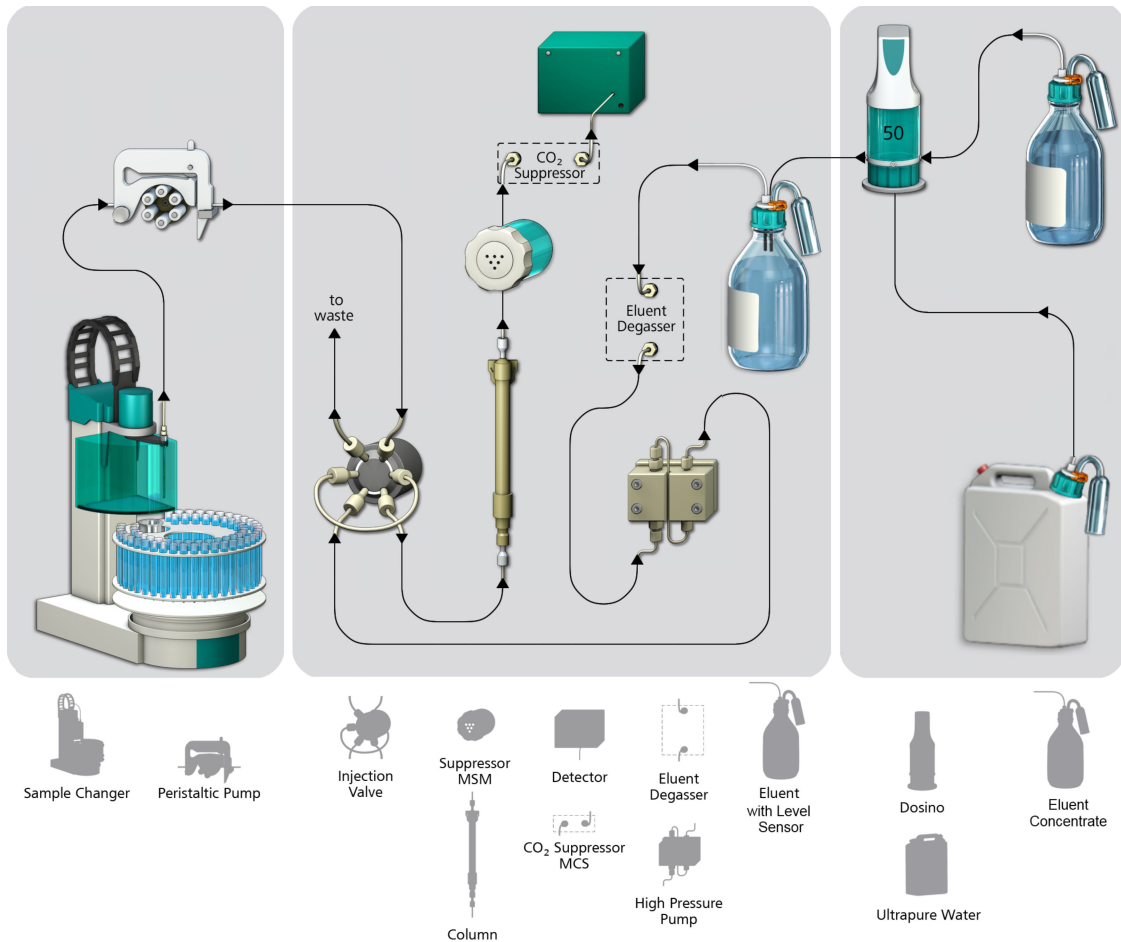 CO₂
Suppressor
50
to
waste
Eluent
Degasser
Sample Changer
Peristaltic Pump
Injection
Valve
Suppressor
MSM
Detector
Eluent
Degasser
Eluent
with Level
Sensor
Dosino
Eluent
Concentrate
CO₂ Suppressor
MCS
High Pressure
Pump
Ultrapure Water
Column